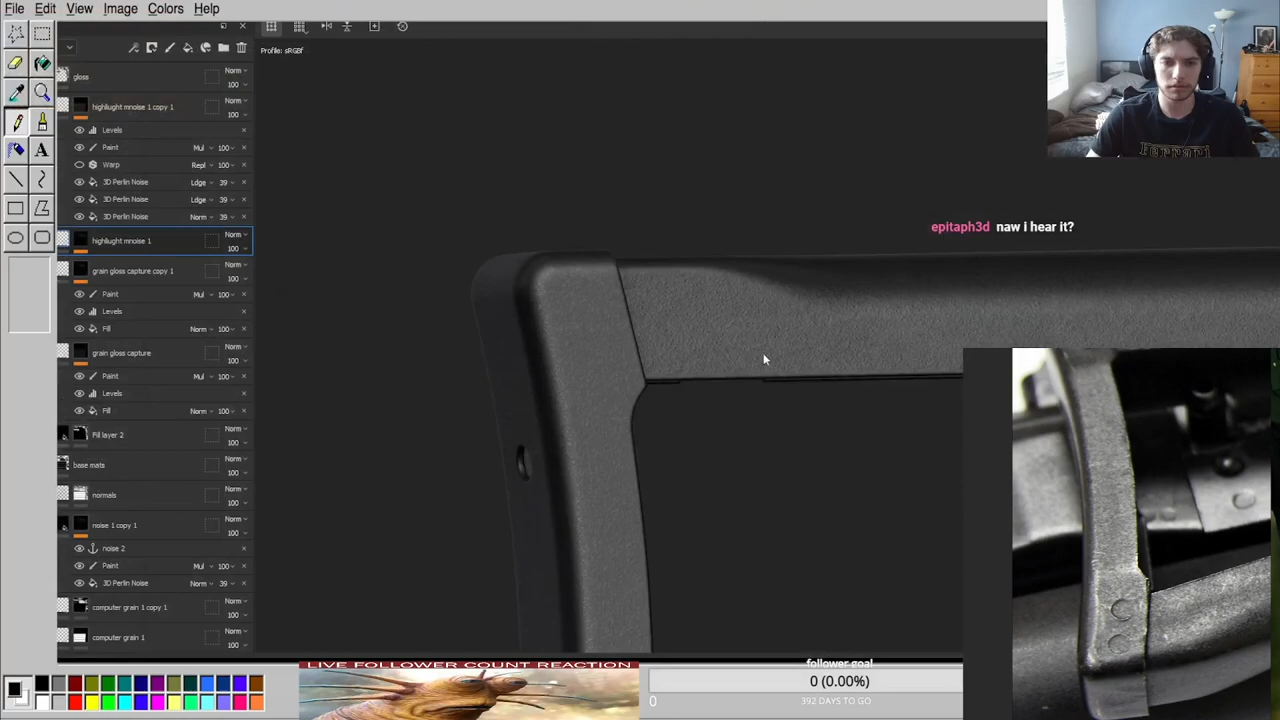 File Edit View Image Colors Help
Profile: sRGBf
gloss Norm 100
highliught mnoise 1 copy 1 Norm 100
Levels
Paint Mul 100
Warp Repl 100
3D Perlin Noise Ldge 39
3D Perlin Noise Ldge 39
3D Perlin Noise Norm 39
highliught mnoise 1 Norm 100
grain gloss capture copy 1 Norm 100
Paint Mul 100
Levels
Fill Norm 100
grain gloss capture Norm 100
Paint Mul 100
Levels
Fill Norm 100
Fill layer 2 Norm 100
base mats Norm 100
normals Norm 100
noise 1 copy 1 Norm 100
noise 2
Paint Mul 100
3D Perlin Noise Norm 39
computer grain 1 copy 1 Norm 100
computer grain 1 Norm 100
epitaph3d naw i hear it?
Ferrari
LIVE FOLLOWER COUNT REACTION
follower goal
0 (0.00%)
0
392 DAYS TO GO
A